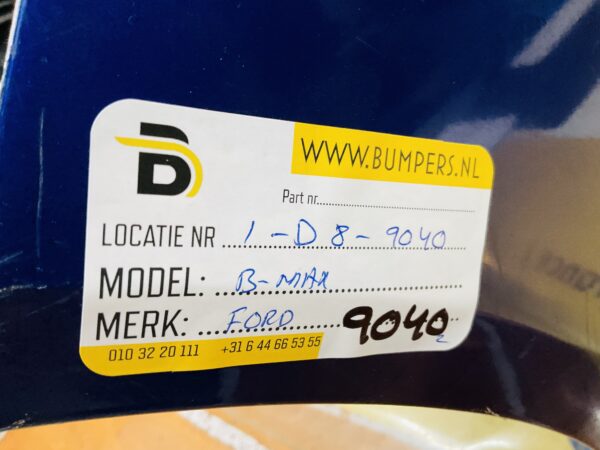 B
WWW.BUMPERS.NL
Part nr.
LOCATIE NR 1-D8-9040
MODEL: B-MAX
MERK: FORD 9040
010 32 20 111 +31 6 44 66 53 55